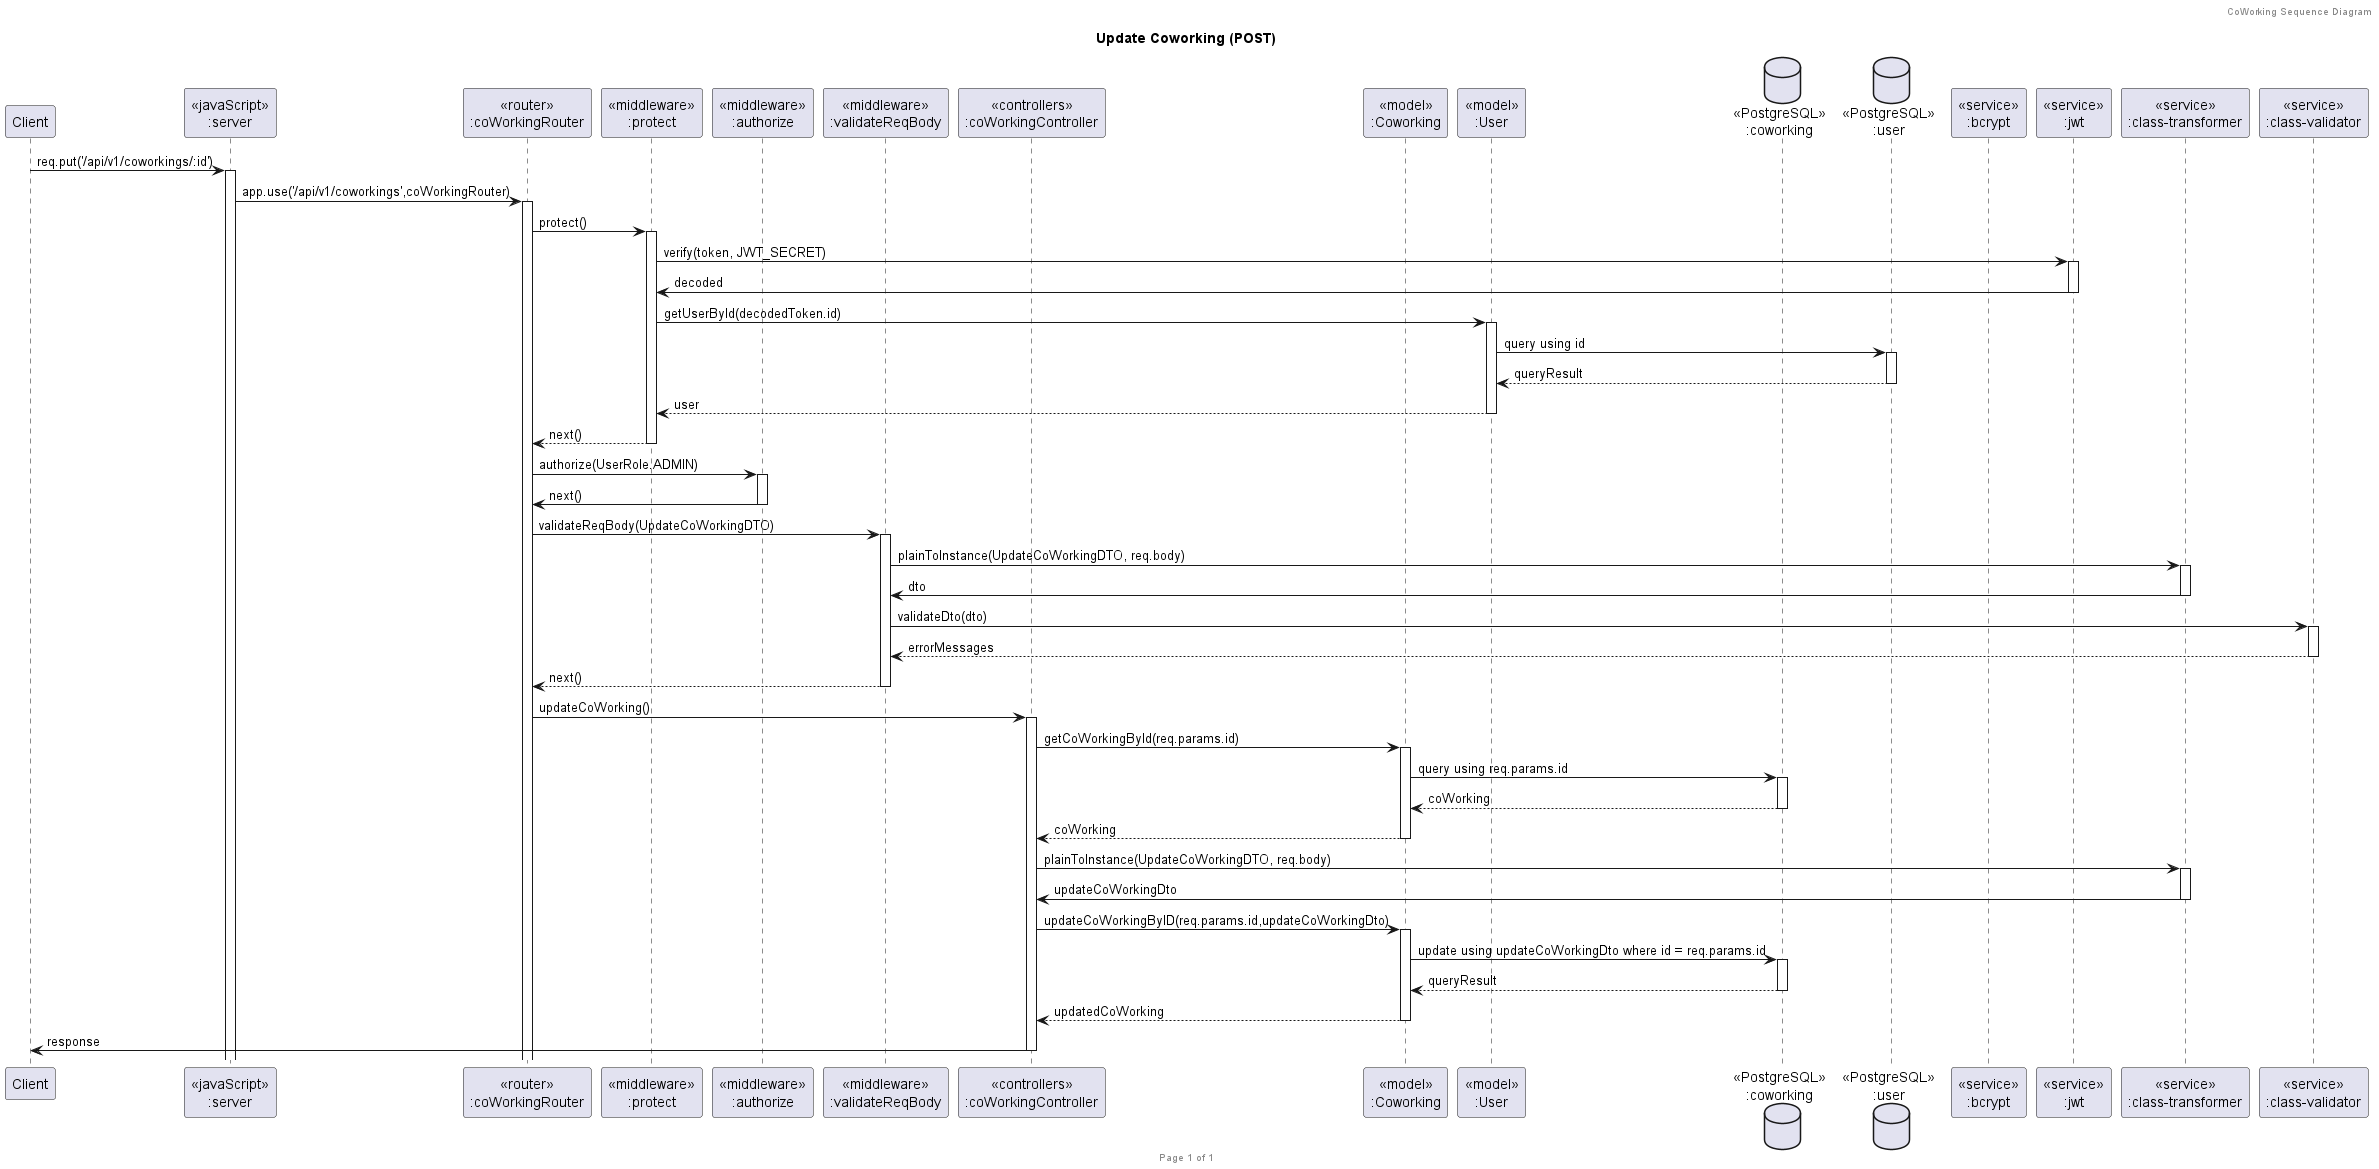 CoWorking Sequence Diagram
Update Coworking (POST)
Client
«javaScript»
:server
«router»
:coWorkingRouter
«middleware»
:protect
«middleware»
:authorize
«middleware»
:validateReqBody
«controllers»
:coWorkingController
«model»
:Coworking
«model»
:User
«PostgreSQL»
:coworking
«PostgreSQL»
:user
«service»
:bcrypt
«service»
:jwt
«service»
:class-transformer
«service»
:class-validator
req.put('/api/v1/coworkings/:id')
app.use('/api/v1/coworkings',coWorkingRouter)
protect()
verify(token, JWT_SECRET)
decoded
getUserById(decodedToken.id)
query using id
queryResult
user
next()
authorize(UserRole.ADMIN)
next()
validateReqBody(UpdateCoWorkingDTO)
plainToInstance(UpdateCoWorkingDTO, req.body)
dto
validateDto(dto)
errorMessages
next()
updateCoWorking()
getCoWorkingById(req.params.id)
query using req.params.id
coWorking
coWorking
plainToInstance(UpdateCoWorkingDTO, req.body)
updateCoWorkingDto
updateCoWorkingByID(req.params.id,updateCoWorkingDto)
update using updateCoWorkingDto where id = req.params.id
queryResult
updatedCoWorking
response
Client
«javaScript»
:server
«router»
:coWorkingRouter
«middleware»
:protect
«middleware»
:authorize
«middleware»
:validateReqBody
«controllers»
:coWorkingController
«model»
:Coworking
«model»
:User
«PostgreSQL»
:coworking
«PostgreSQL»
:user
«service»
:bcrypt
«service»
:jwt
«service»
:class-transformer
«service»
:class-validator
Page 1 of 1